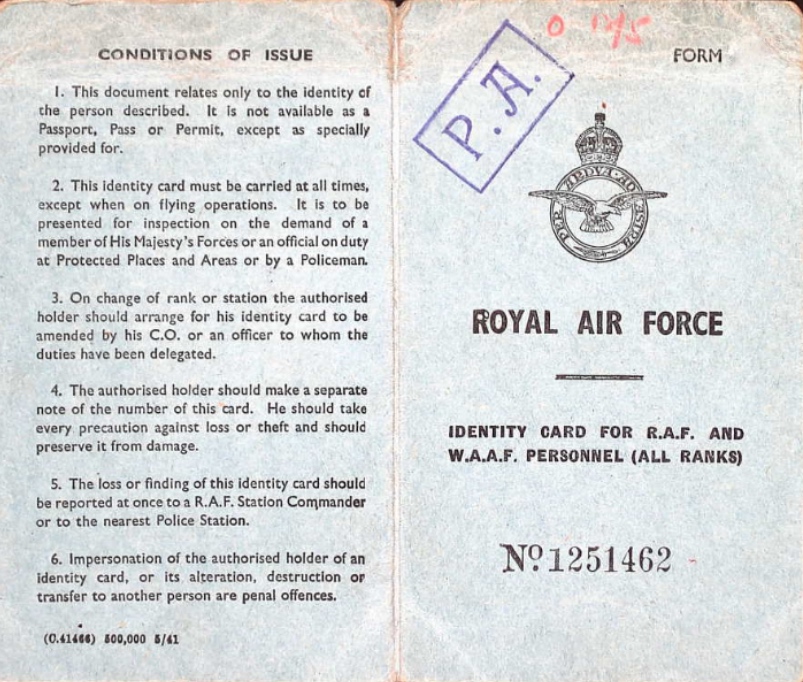 CONDITIONS OF ISSUE
1. This document relates only to the identity of
the person described. It is not available as a
Passport, Pass or Permit, except as specially
provided for.
2. This identity card must be carried at all times,
except when on flying operations. It is to be
presented for inspection on the demand of a
member of His Majesty's Forces or an official on duty
at Protected Places and Areas or by a Policeman.
3. On change of rank or station the authorised
holder should arrange for his identity card to be
amended by his C.O. or an officer to whom the
duties have been delegated.
4. The authorised holder should make a separate
note of the number of this card. He should take
every precaution against loss or theft and should
preserve it from damage.
5. The loss or finding of this identity card should
be reported at once to a R.A.F. Station Commander
or to the nearest Police Station.
6. Impersonation of the authorised holder of an
identity card, or its alteration, destruction or
transfer to another person are penal offences.
(C.41466) 500,000 5/41
P.A.
FORM
PER ARDVA AD ASTRA
ROYAL AIR FORCE
IDENTITY CARD FOR R.A.F. AND
W.A.A.F. PERSONNEL (ALL RANKS)
Nº 1251462